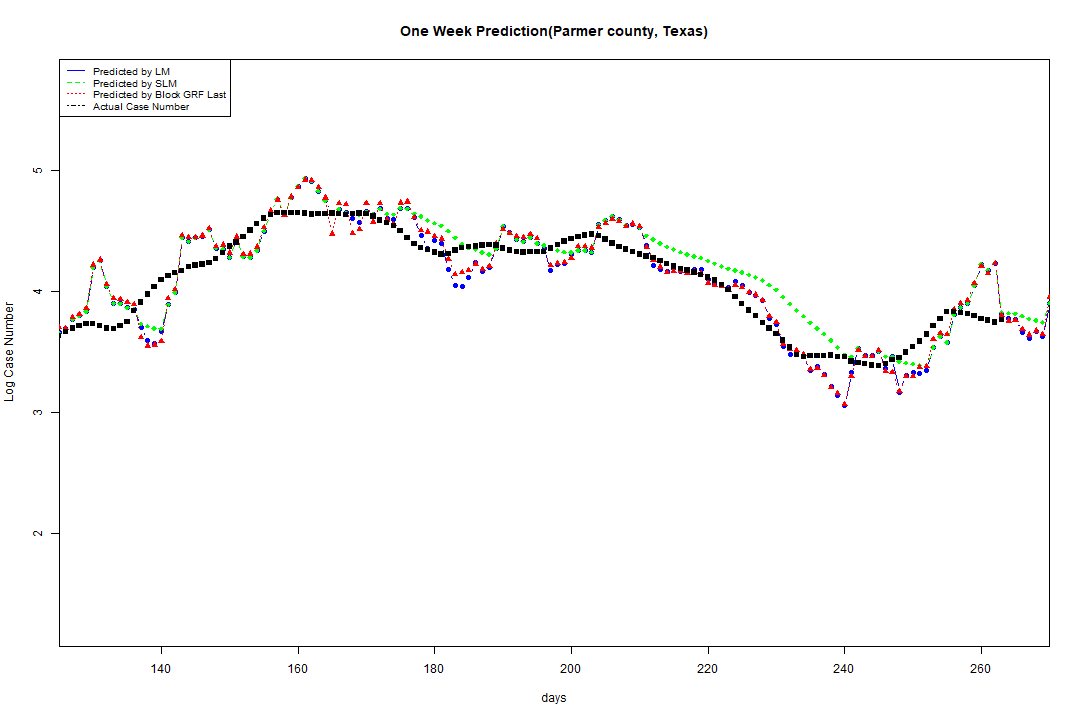 One Week Prediction(Parmer county, Texas)
Predicted by LM
Predicted by SLM
Predicted by Block GRF Last
Actual Case Number
5
4
3
2
Log Case Number
140 160 180 200 220 240 260
days